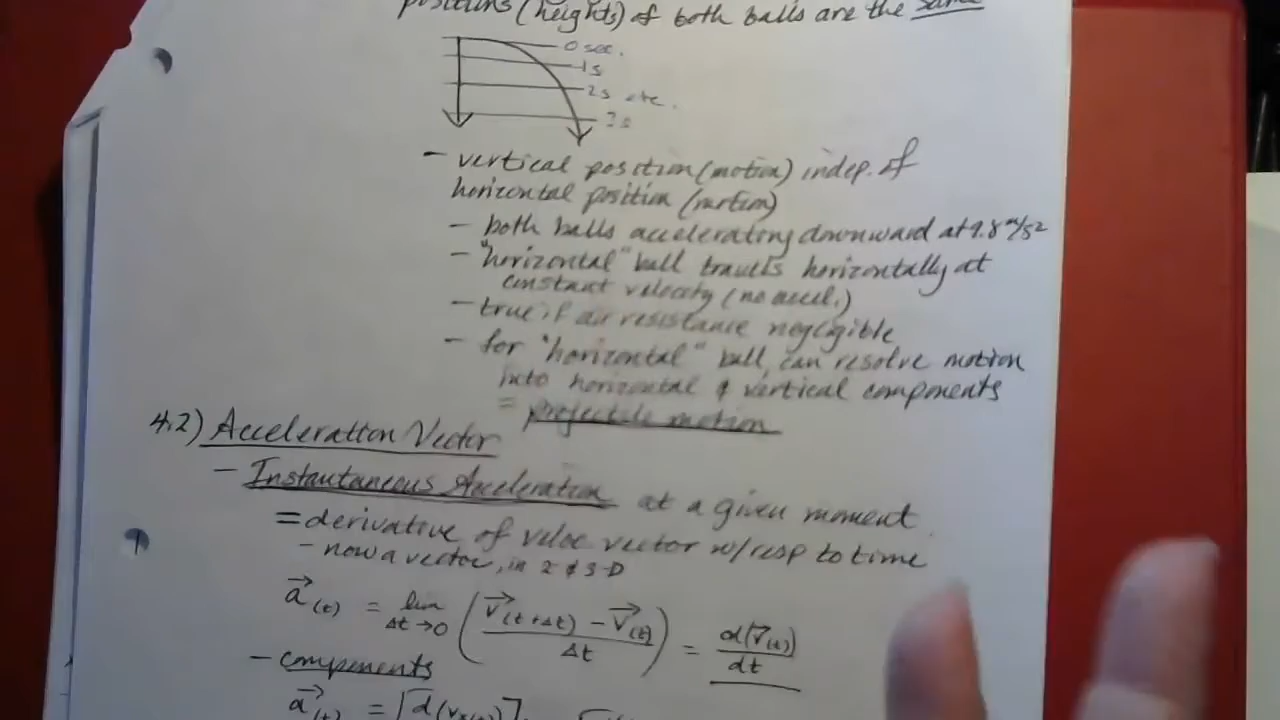 positions (heights) of both balls are the same
0 sec.
1s
2s etc.
3s
- vertical position (motion) indep. of
horizontal position (motion)
- both balls accelerating downward at 9.8 m/s²
- "horizontal" ball travels horizontally at
constant velocity (no accel.)
- true if air resistance negligible
- for "horizontal" ball, can resolve motion
into horizontal & vertical components
= projectile motion
4.2) Acceleration Vector
- Instantaneous Acceleration at a given moment
= derivative of veloc vector w/resp to time
- now a vector, in 2 & 3-D
a⃗(t) = lim Δt→0 (v⃗(t+Δt) - v⃗(t) / Δt) = d(v⃗(t)) / dt
- components
a⃗(t) = [d(vx(t))],